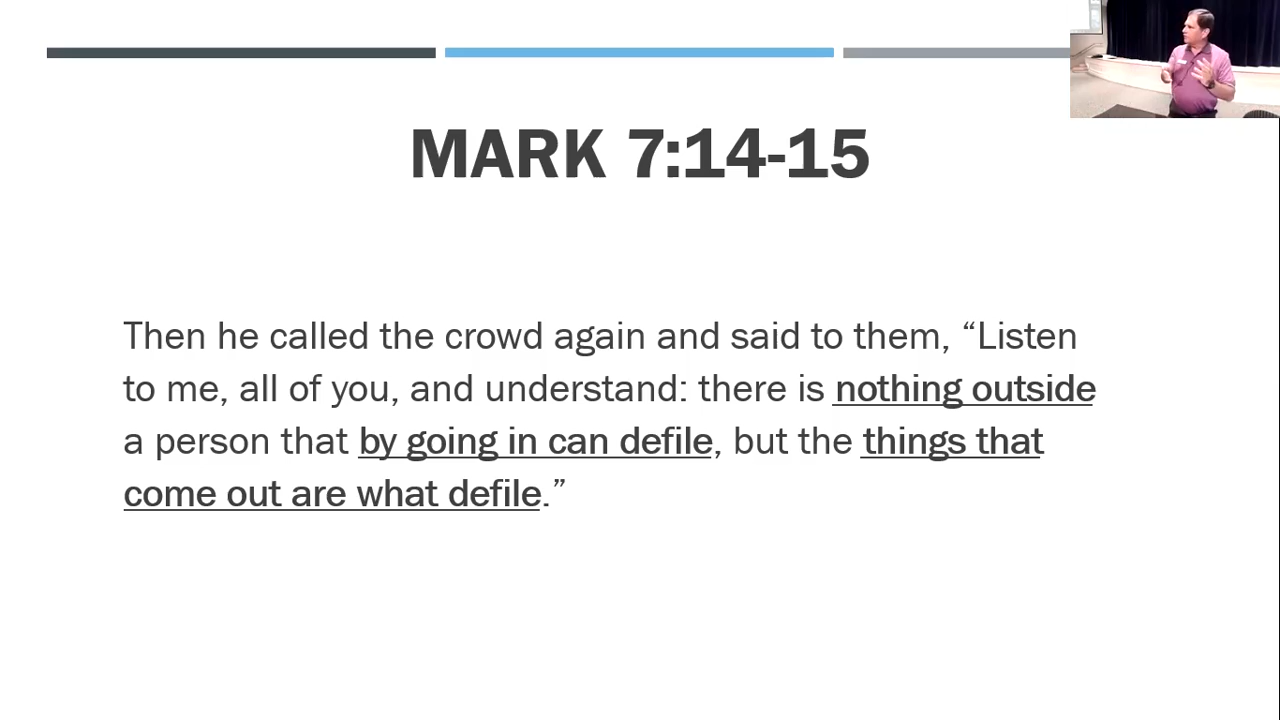 MARK 7:14-15
Then he called the crowd again and said to them, “Listen
to me, all of you, and understand: there is nothing outside
a person that by going in can defile, but the things that
come out are what defile.”